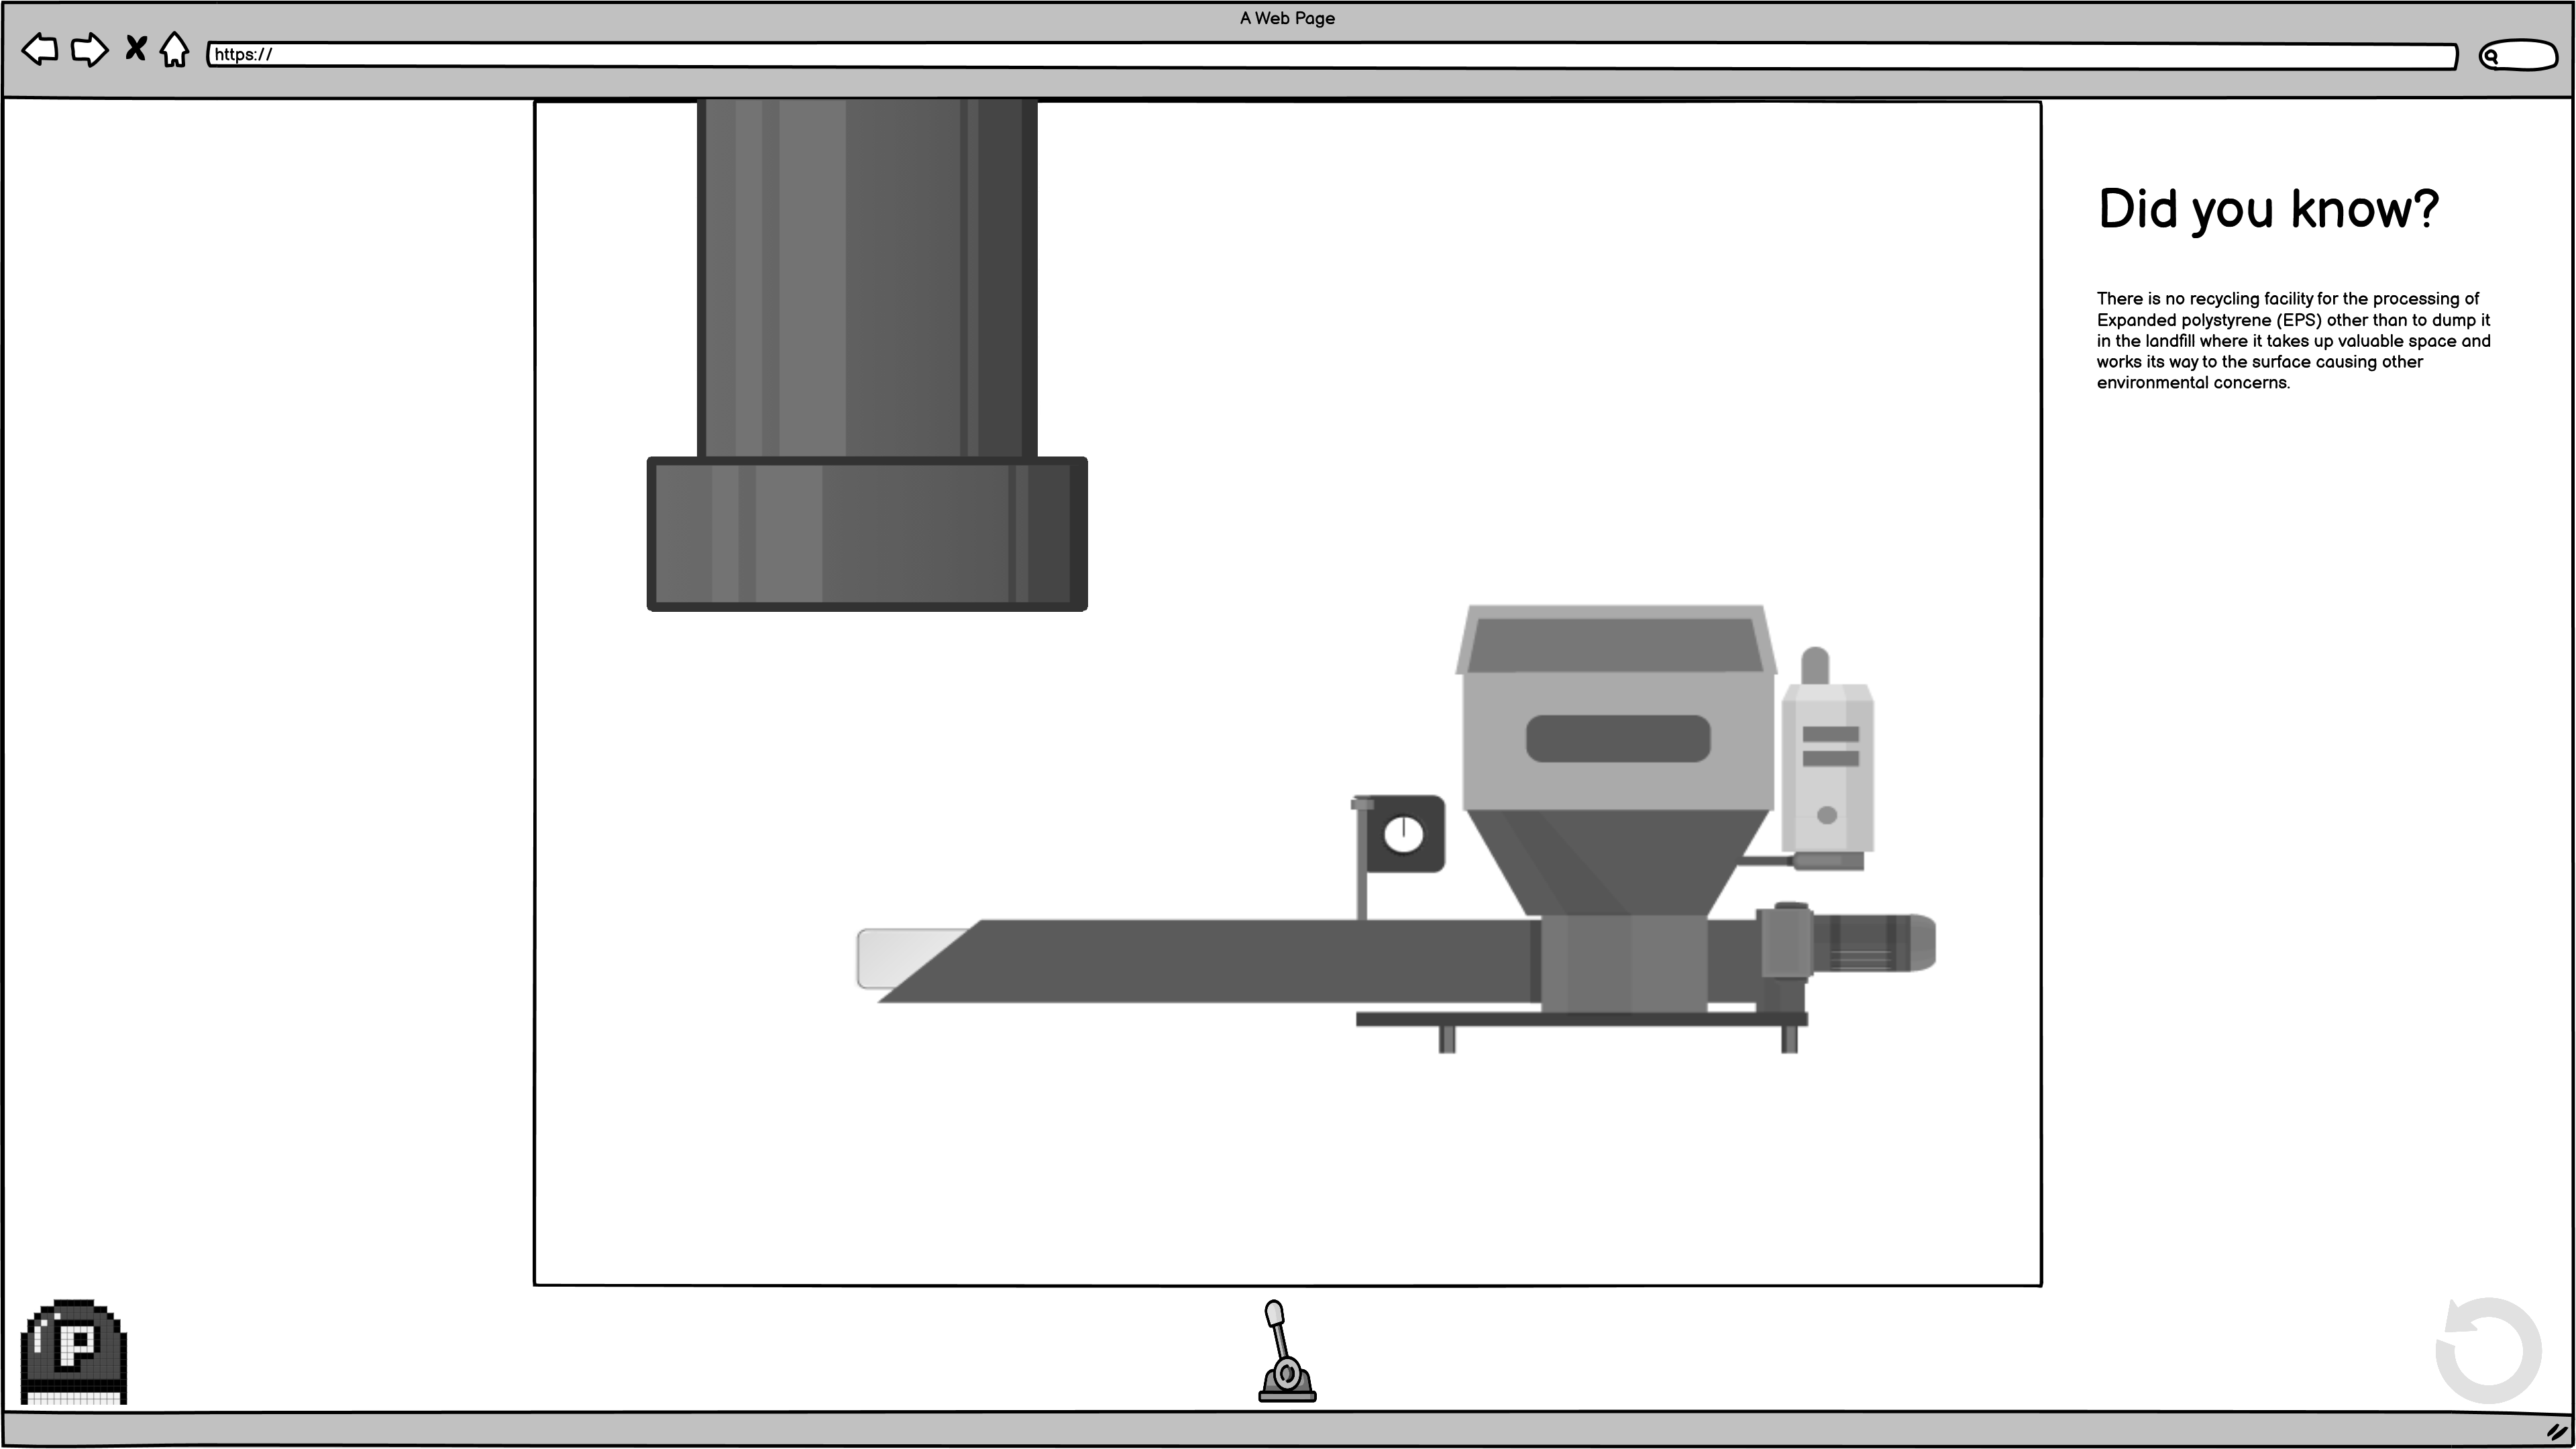 A Web Page
https://
Did you know?
There is no recycling facility for the processing of
Expanded polystyrene (EPS) other than to dump it
in the landfill where it takes up valuable space and
works its way to the surface causing other
environmental concerns.
P